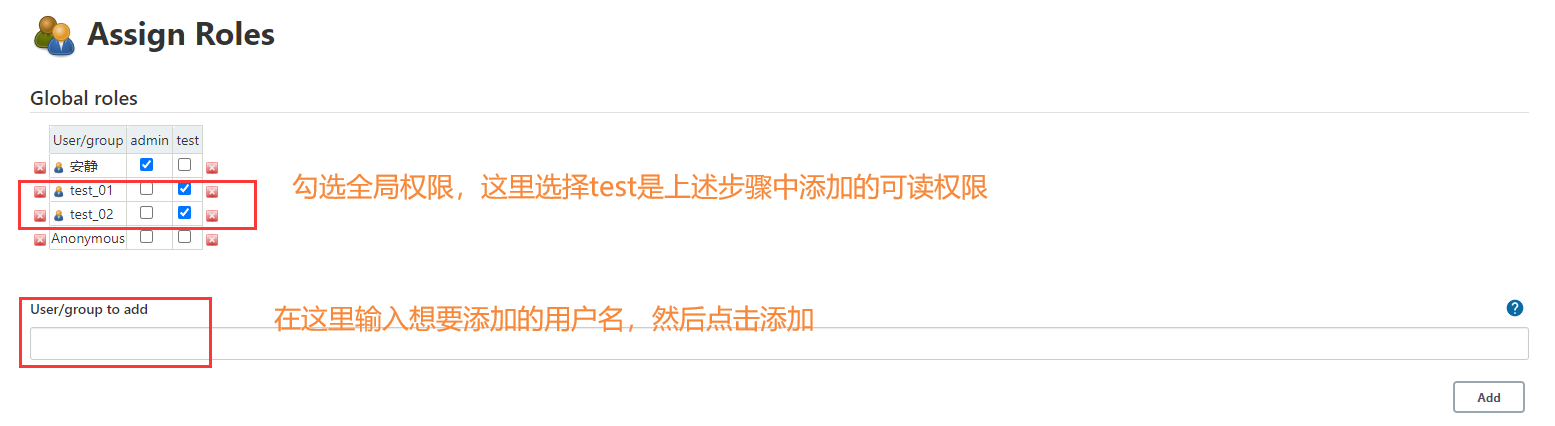 Assign Roles
Global roles
User/group admin test
安静
test_01
勾选全局权限，这里选择test是上述步骤中添加的可读权限
test_02
Anonymous
User/group to add
?
在这里输入想要添加的用户名，然后点击添加
Add